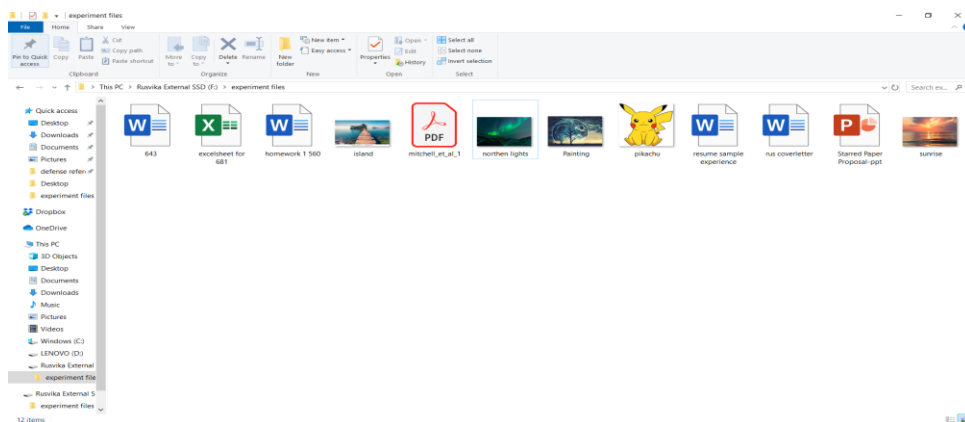 experiment files
File Home Share View
Pin to Quick access
Copy
Paste
Cut
Copy path
Paste shortcut
Move to
Copy to
Delete
Rename
New folder
New item
Easy access
Properties
Open
Edit
History
Select all
Select none
Invert selection
Clipboard Organize New Open Select
This PC > Rusvika External SSD (F:) > experiment files
Search ex...
Quick access
Desktop
Downloads
Documents
Pictures
defense refer
Desktop
experiment files
Dropbox
OneDrive
This PC
3D Objects
Desktop
Documents
Downloads
Music
Pictures
Videos
Windows (C:)
LENOVO (D:)
Rusvika External
experiment file
Rusvika External S
experiment files
W X W PDF W W P
643
excelsheet for 681
homework 1 560
island
mitchell_et_al_1
northen lights
Painting
pikachu
resume sample experience
rus coverletter
Starred Paper Proposal-ppt
sunrise
12 items